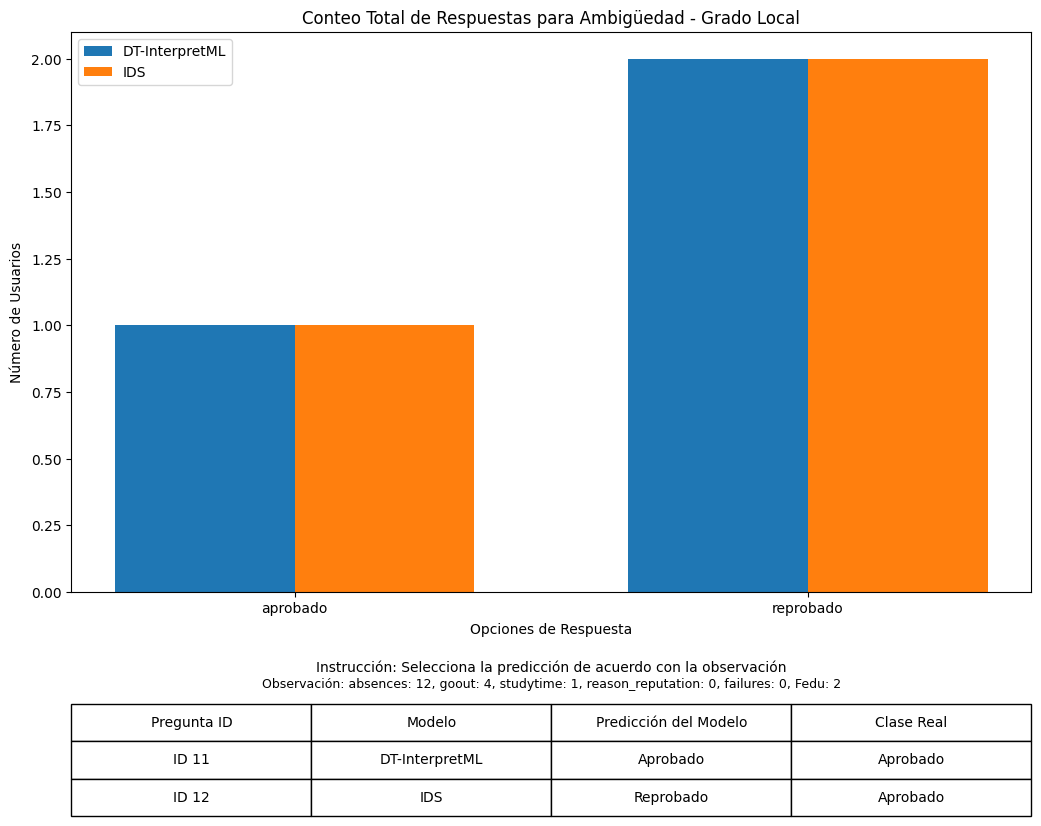 Conteo Total de Respuestas para Ambigüedad - Grado Local
DT-InterpretML
IDS
2.00
1.75
1.50
1.25
1.00
0.75
0.50
0.25
0.00
Número de Usuarios
aprobado reprobado
Opciones de Respuesta
Instrucción: Selecciona la predicción de acuerdo con la observación
Observación: absences: 12, goout: 4, studytime: 1, reason_reputation: 0, failures: 0, Fedu: 2
Pregunta ID Modelo Predicción del Modelo Clase Real
ID 11 DT-InterpretML Aprobado Aprobado
ID 12 IDS Reprobado Aprobado